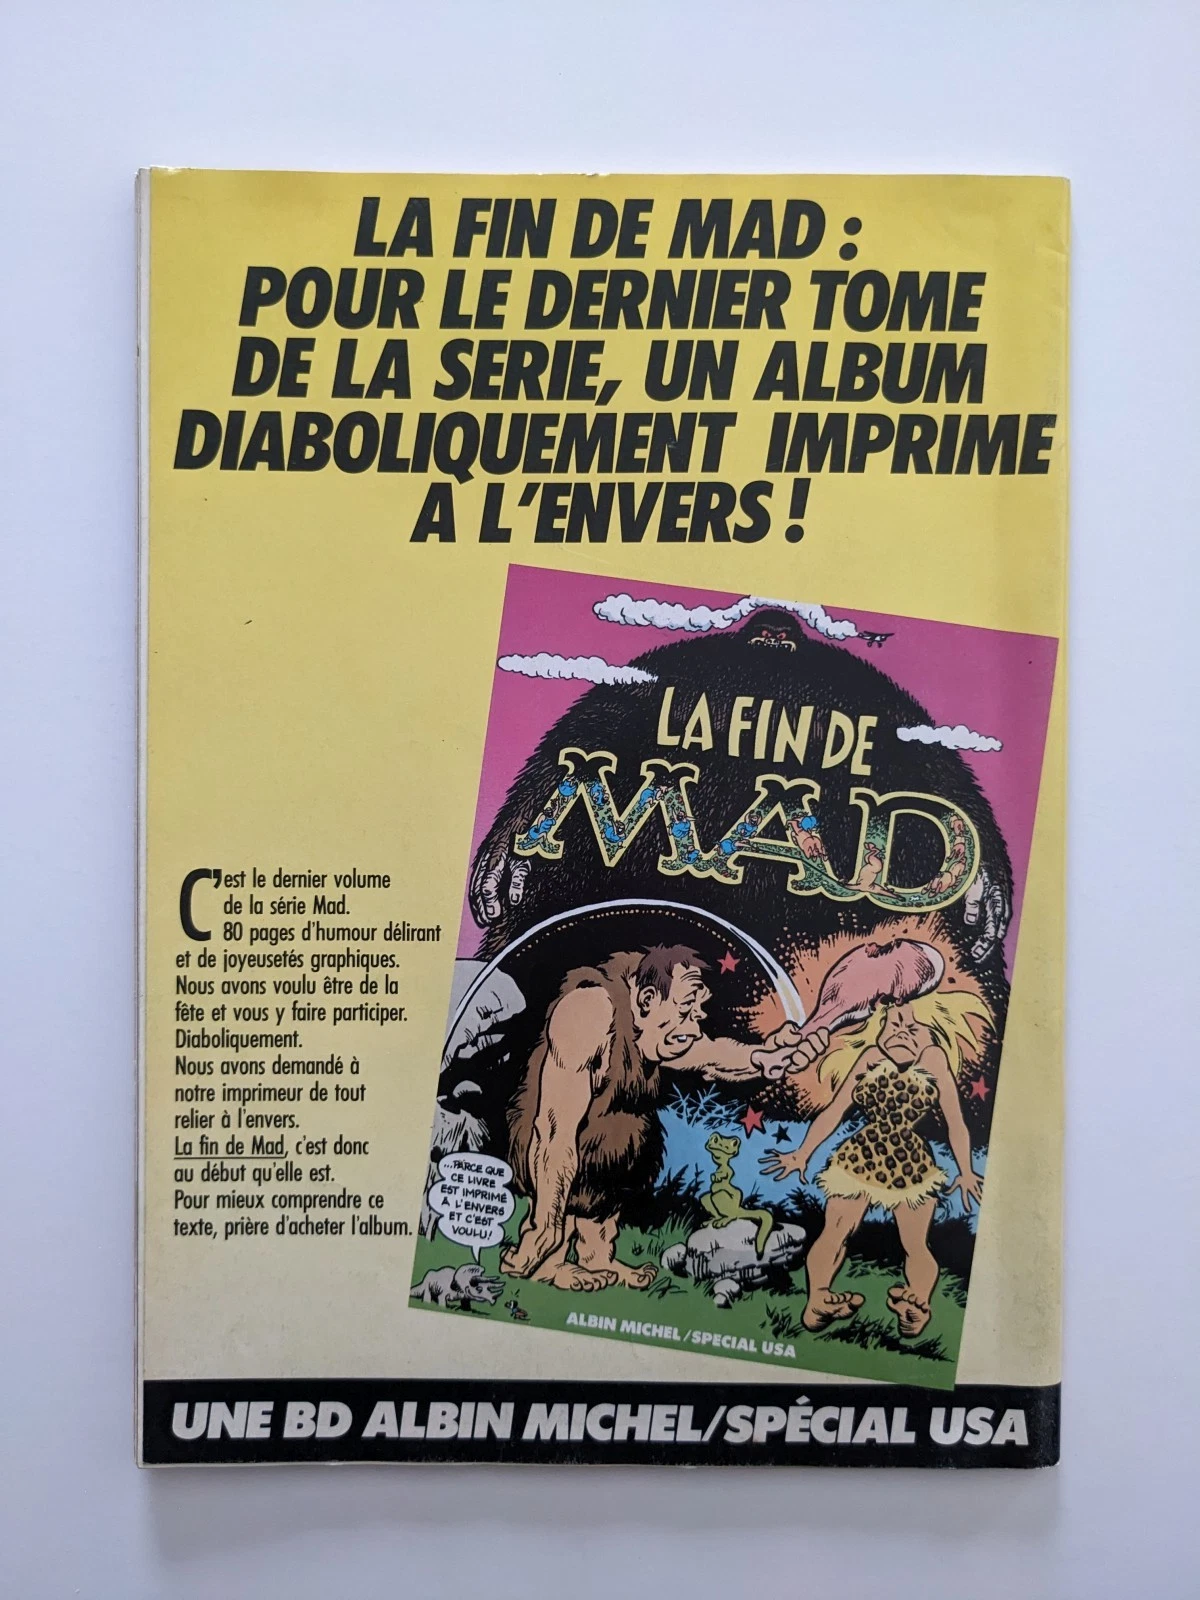 LA FIN DE MAD :
POUR LE DERNIER TOME
DE LA SERIE, UN ALBUM
DIABOLIQUEMENT IMPRIME
A L'ENVERS !
LA FIN DE
MAD
C'est le dernier volume
de la série Mad.
80 pages d'humour délirant
et de joyeusetés graphiques.
Nous avons voulu être de la
fête et vous y faire participer.
Diaboliquement.
Nous avons demandé à
notre imprimeur de tout
relier à l'envers.
La fin de Mad, c'est donc
au début qu'elle est.
Pour mieux comprendre ce
texte, prière d'acheter l'album.
...PARCE QUE
CE LIVRE
EST IMPRIMÉ
A L'ENVERS
ET C'EST
VOULU!
ALBIN MICHEL/SPECIAL USA
UNE BD ALBIN MICHEL/SPÉCIAL USA